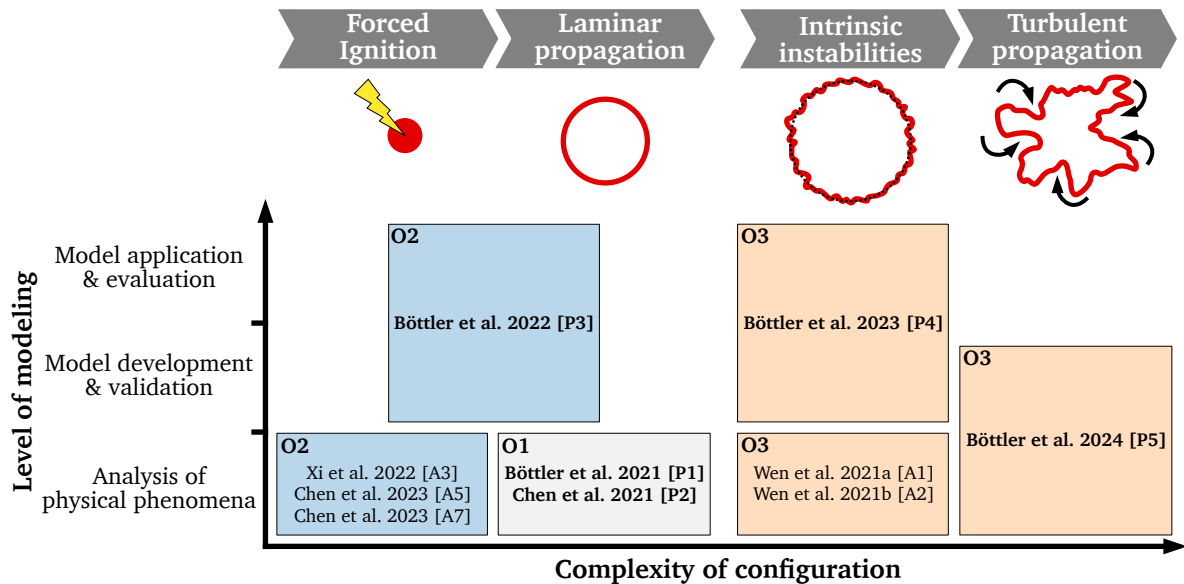 Forced
Ignition
Laminar
propagation
Intrinsic
instabilities
Turbulent
propagation
Level of modeling
Model application
& evaluation
Model development
& validation
Analysis of
physical phenomena
O2
Böttler et al. 2022 [P3]
O3
Böttler et al. 2023 [P4]
O3
Böttler et al. 2024 [P5]
O2
Xi et al. 2022 [A3]
Chen et al. 2023 [A5]
Chen et al. 2023 [A7]
O1
Böttler et al. 2021 [P1]
Chen et al. 2021 [P2]
O3
Wen et al. 2021a [A1]
Wen et al. 2021b [A2]
Complexity of configuration